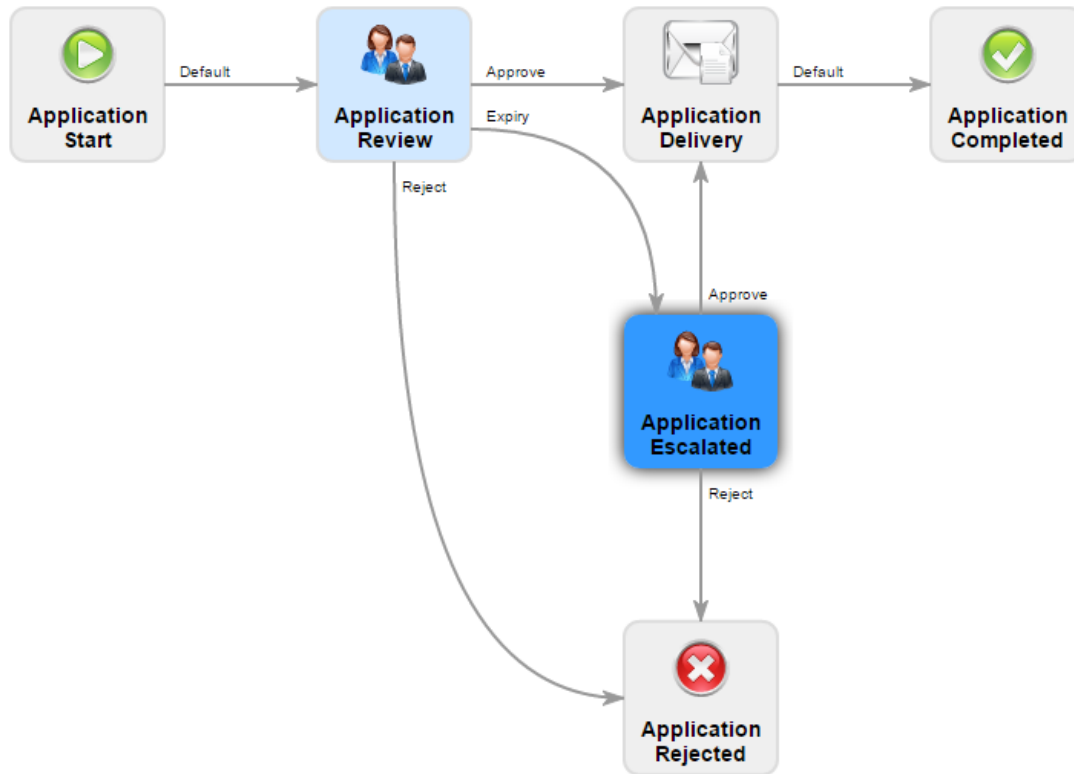 Application
Start
Default
Application
Review
Approve
Expiry
Reject
Application
Delivery
Default
Application
Completed
Approve
Application
Escalated
Reject
Application
Rejected